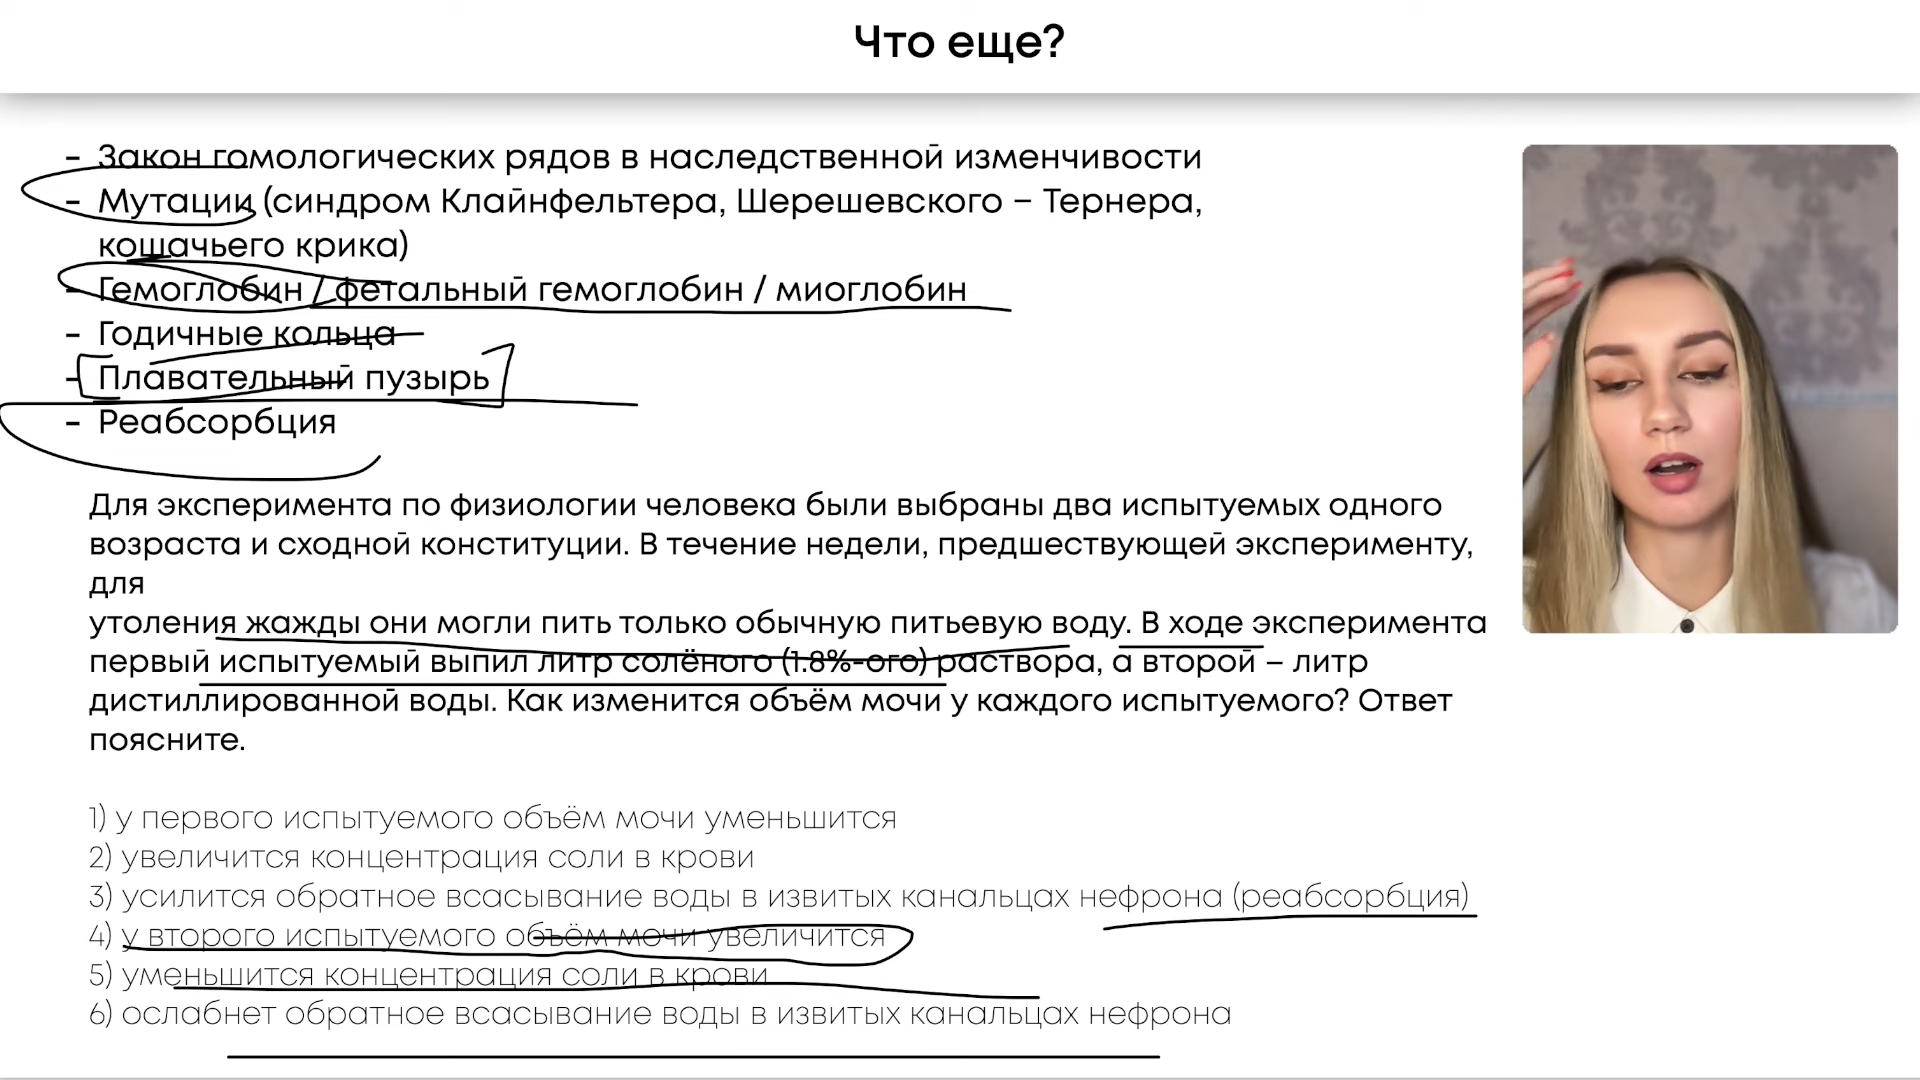 Что еще?
- Закон гомологических рядов в наследственной изменчивости
- Мутации (синдром Клайнфельтера, Шерешевского – Тернера,
кошачьего крика)
- Гемоглобин / фетальный гемоглобин / миоглобин
- Годичные кольца
- Плавательный пузырь
- Реабсорбция
Для эксперимента по физиологии человека были выбраны два испытуемых одного
возраста и сходной конституции. В течение недели, предшествующей эксперименту,
для
утоления жажды они могли пить только обычную питьевую воду. В ходе эксперимента
первый испытуемый выпил литр солёного (1.8%-ого) раствора, а второй – литр
дистиллированной воды. Как изменится объём мочи у каждого испытуемого? Ответ
поясните.
1) у первого испытуемого объём мочи уменьшится
2) увеличится концентрация соли в крови
3) усилится обратное всасывание воды в извитых канальцах нефрона (реабсорбция)
4) у второго испытуемого объём мочи увеличится
5) уменьшится концентрация соли в крови
6) ослабнет обратное всасывание воды в извитых канальцах нефрона